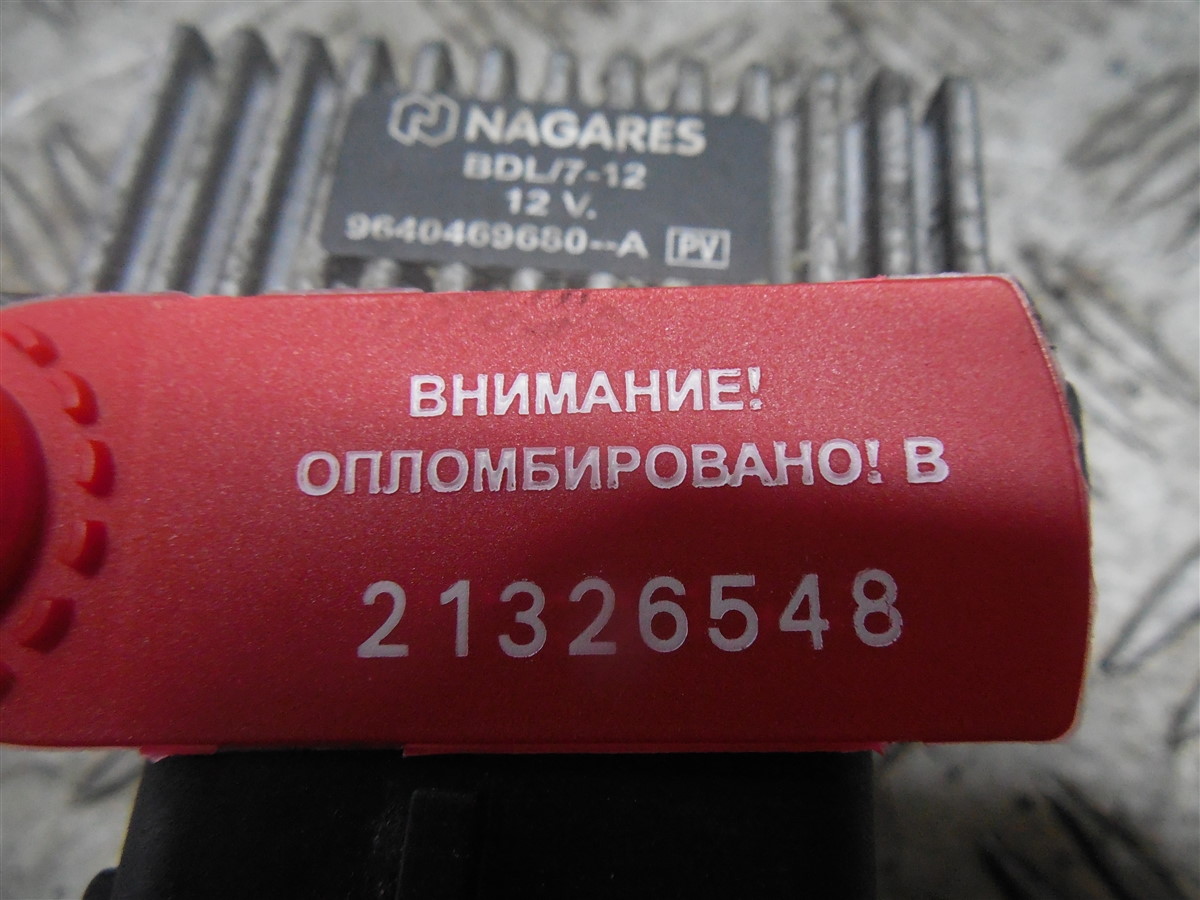 NAGARES
BDL/7-12
12 V.
9640469680--A PV
ВНИМАНИЕ!
ОПЛОМБИРОВАНО! В
21326548